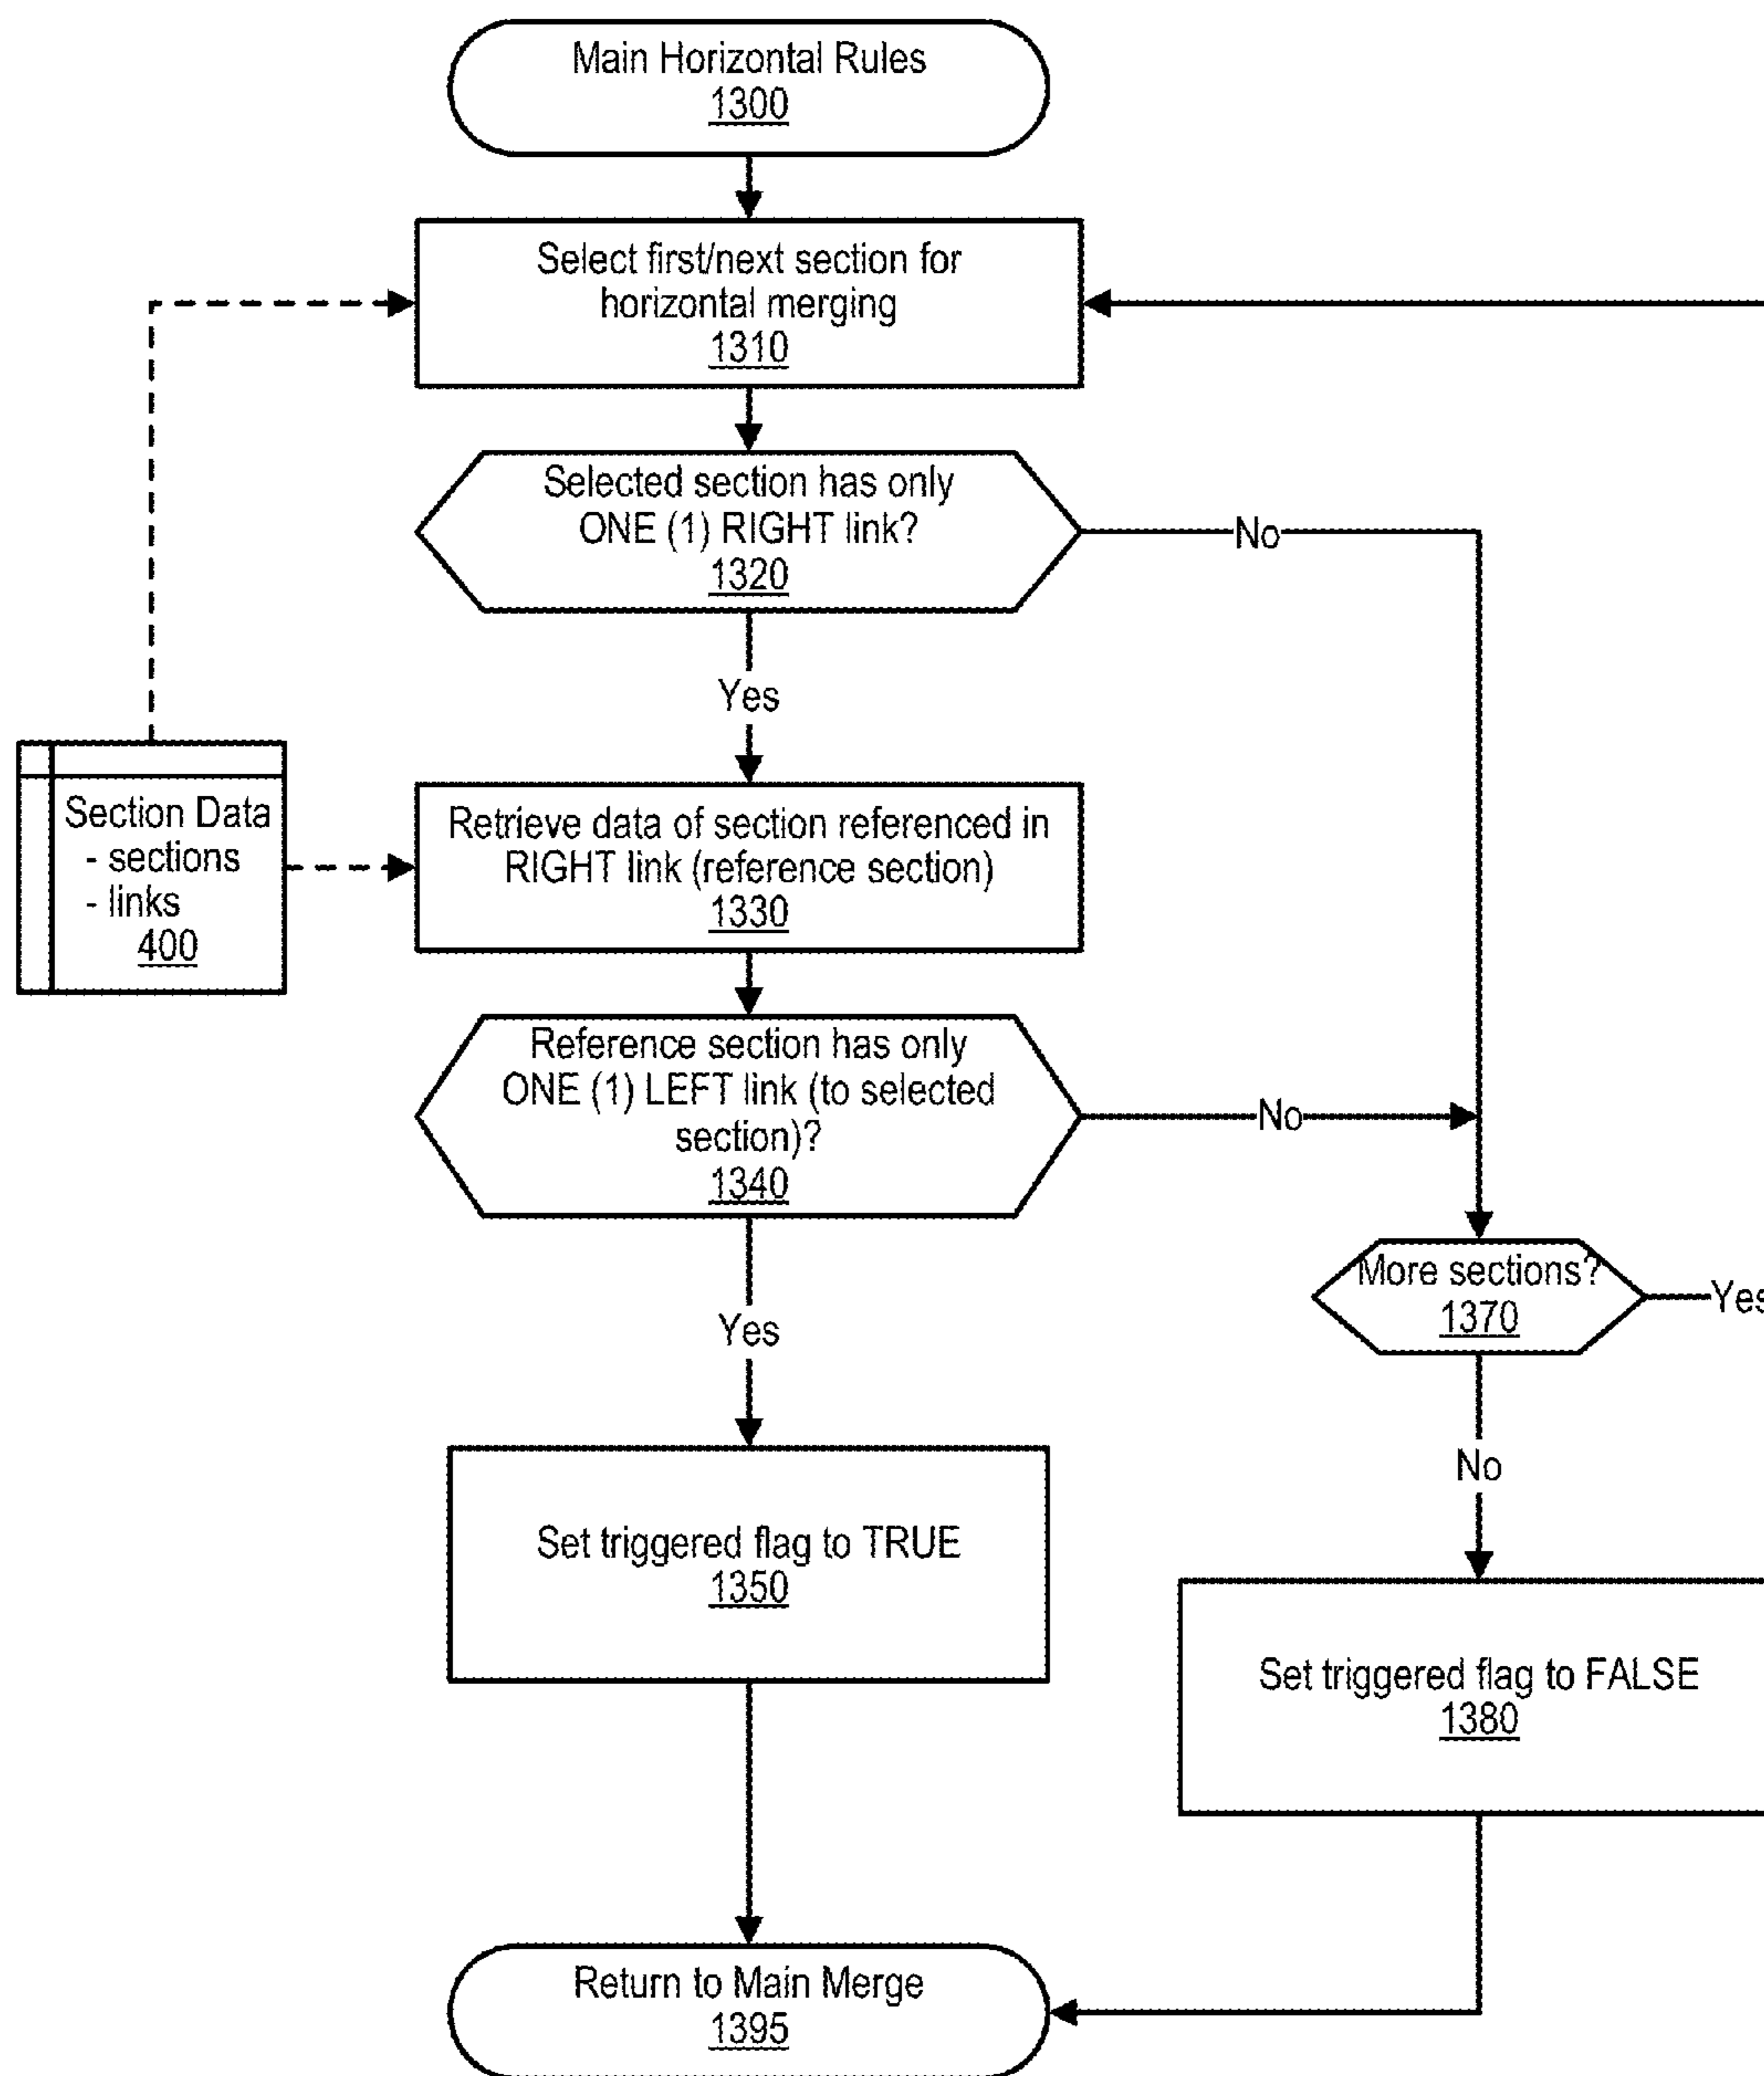 Main Horizontal Rules
1300
Select first/next section for
horizontal merging
1310
Selected section has only
ONE (1) RIGHT link?
1320
No
Yes
Section Data
- sections
- links
400
Retrieve data of section referenced in
RIGHT link (reference section)
1330
Reference section has only
ONE (1) LEFT link (to selected
section)?
1340
No
More sections?
1370
Yes
Yes
No
Set triggered flag to TRUE
1350
Set triggered flag to FALSE
1380
Return to Main Merge
1395